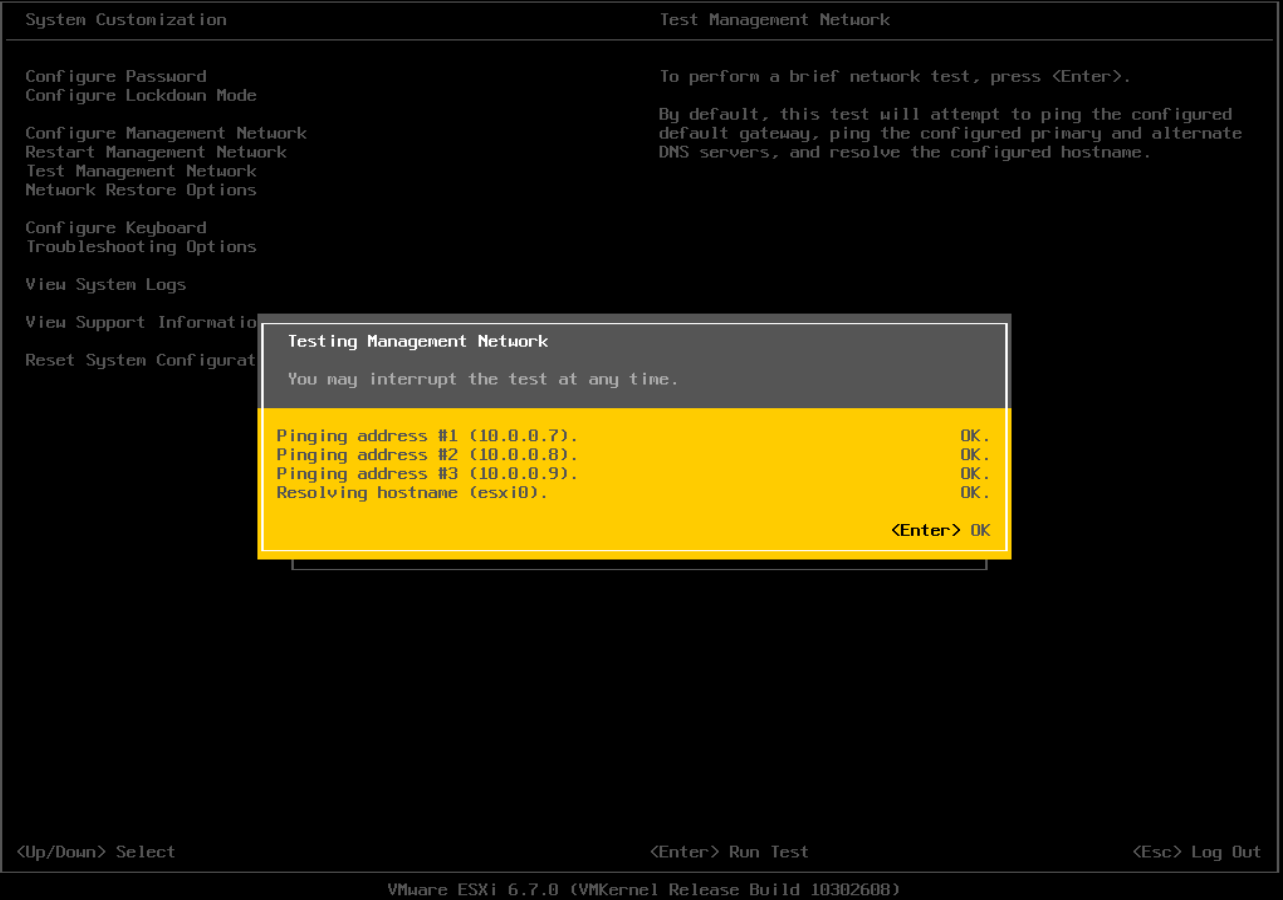 System Customization
Test Management Network
Configure Password
Configure Lockdown Mode
Configure Management Network
Restart Management Network
Test Management Network
Network Restore Options
Configure Keyboard
Troubleshooting Options
View System Logs
View Support Informatio
Reset System Configurat
To perform a brief network test, press <Enter>.
By default, this test will attempt to ping the configured
default gateway, ping the configured primary and alternate
DNS servers, and resolve the configured hostname.
Testing Management Network
You may interrupt the test at any time.
Pinging address #1 (10.0.0.7). OK.
Pinging address #2 (10.0.0.8). OK.
Pinging address #3 (10.0.0.9). OK.
Resolving hostname (esxi0). OK.
<Enter> OK
<Up/Down> Select
<Enter> Run Test
<Esc> Log Out
VMware ESXi 6.7.0 (VMKernel Release Build 10302608)